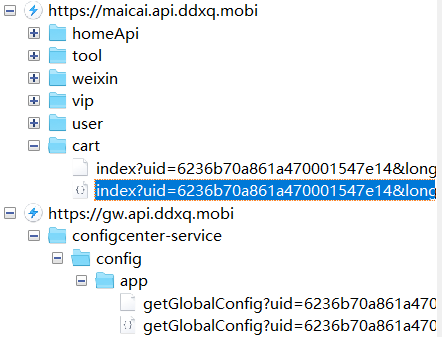 https://maicai.api.ddxq.mobi
homeApi
tool
weixin
vip
user
cart
index?uid=6236b70a861a470001547e14&long
index?uid=6236b70a861a470001547e14&long
https://gw.api.ddxq.mobi
configcenter-service
config
app
getGlobalConfig?uid=6236b70a861a470
getGlobalConfig?uid=6236b70a861a470